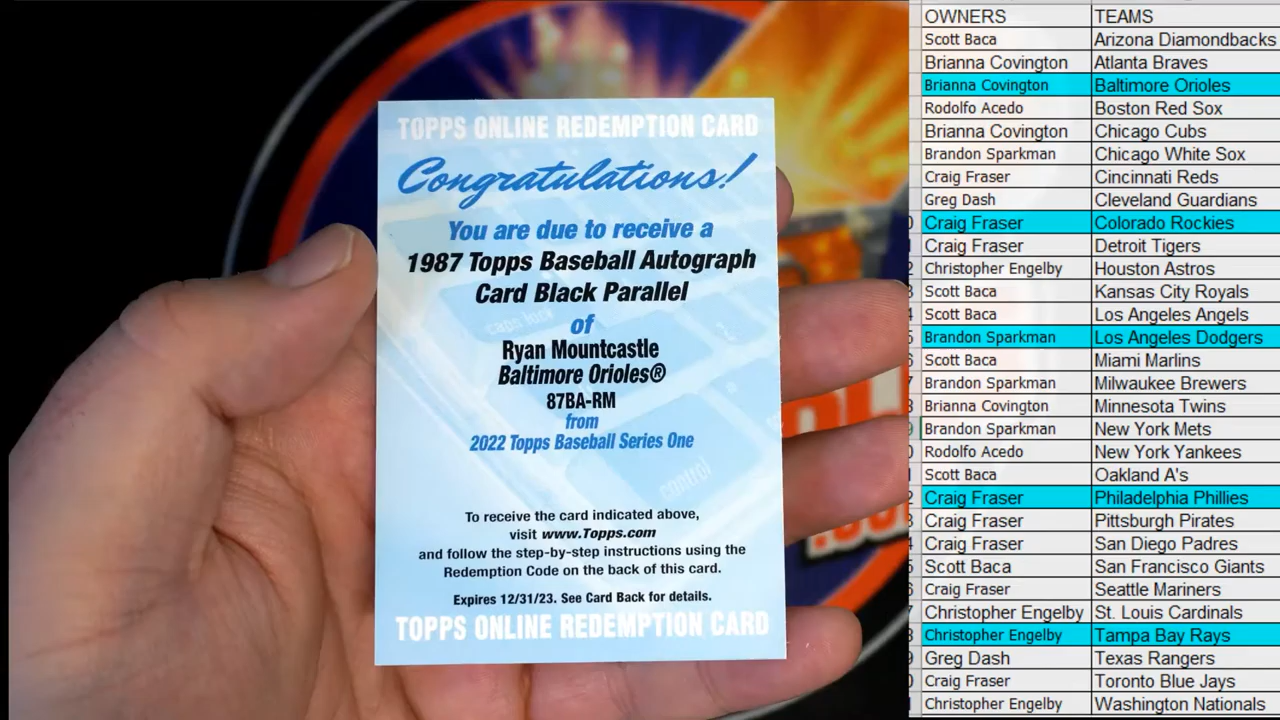 TOPPS ONLINE REDEMPTION CARD
Congratulations!
You are due to receive a
1987 Topps Baseball Autograph
Card Black Parallel
of
Ryan Mountcastle
Baltimore Orioles®
87BA-RM
from
2022 Topps Baseball Series One
caps lock
control
To receive the card indicated above,
visit www.Topps.com
and follow the step-by-step instructions using the
Redemption Code on the back of this card.
Expires 12/31/23. See Card Back for details.
TOPPS ONLINE REDEMPTION CARD
OWNERS TEAMS
Scott Baca Arizona Diamondbacks
Brianna Covington Atlanta Braves
Brianna Covington Baltimore Orioles
Rodolfo Acedo Boston Red Sox
Brianna Covington Chicago Cubs
Brandon Sparkman Chicago White Sox
Craig Fraser Cincinnati Reds
Greg Dash Cleveland Guardians
Craig Fraser Colorado Rockies
Craig Fraser Detroit Tigers
Christopher Engelby Houston Astros
Scott Baca Kansas City Royals
Scott Baca Los Angeles Angels
Brandon Sparkman Los Angeles Dodgers
Scott Baca Miami Marlins
Brandon Sparkman Milwaukee Brewers
Brianna Covington Minnesota Twins
Brandon Sparkman New York Mets
Rodolfo Acedo New York Yankees
Scott Baca Oakland A's
Craig Fraser Philadelphia Phillies
Craig Fraser Pittsburgh Pirates
Craig Fraser San Diego Padres
Scott Baca San Francisco Giants
Craig Fraser Seattle Mariners
Christopher Engelby St. Louis Cardinals
Christopher Engelby Tampa Bay Rays
Greg Dash Texas Rangers
Craig Fraser Toronto Blue Jays
Christopher Engelby Washington Nationals